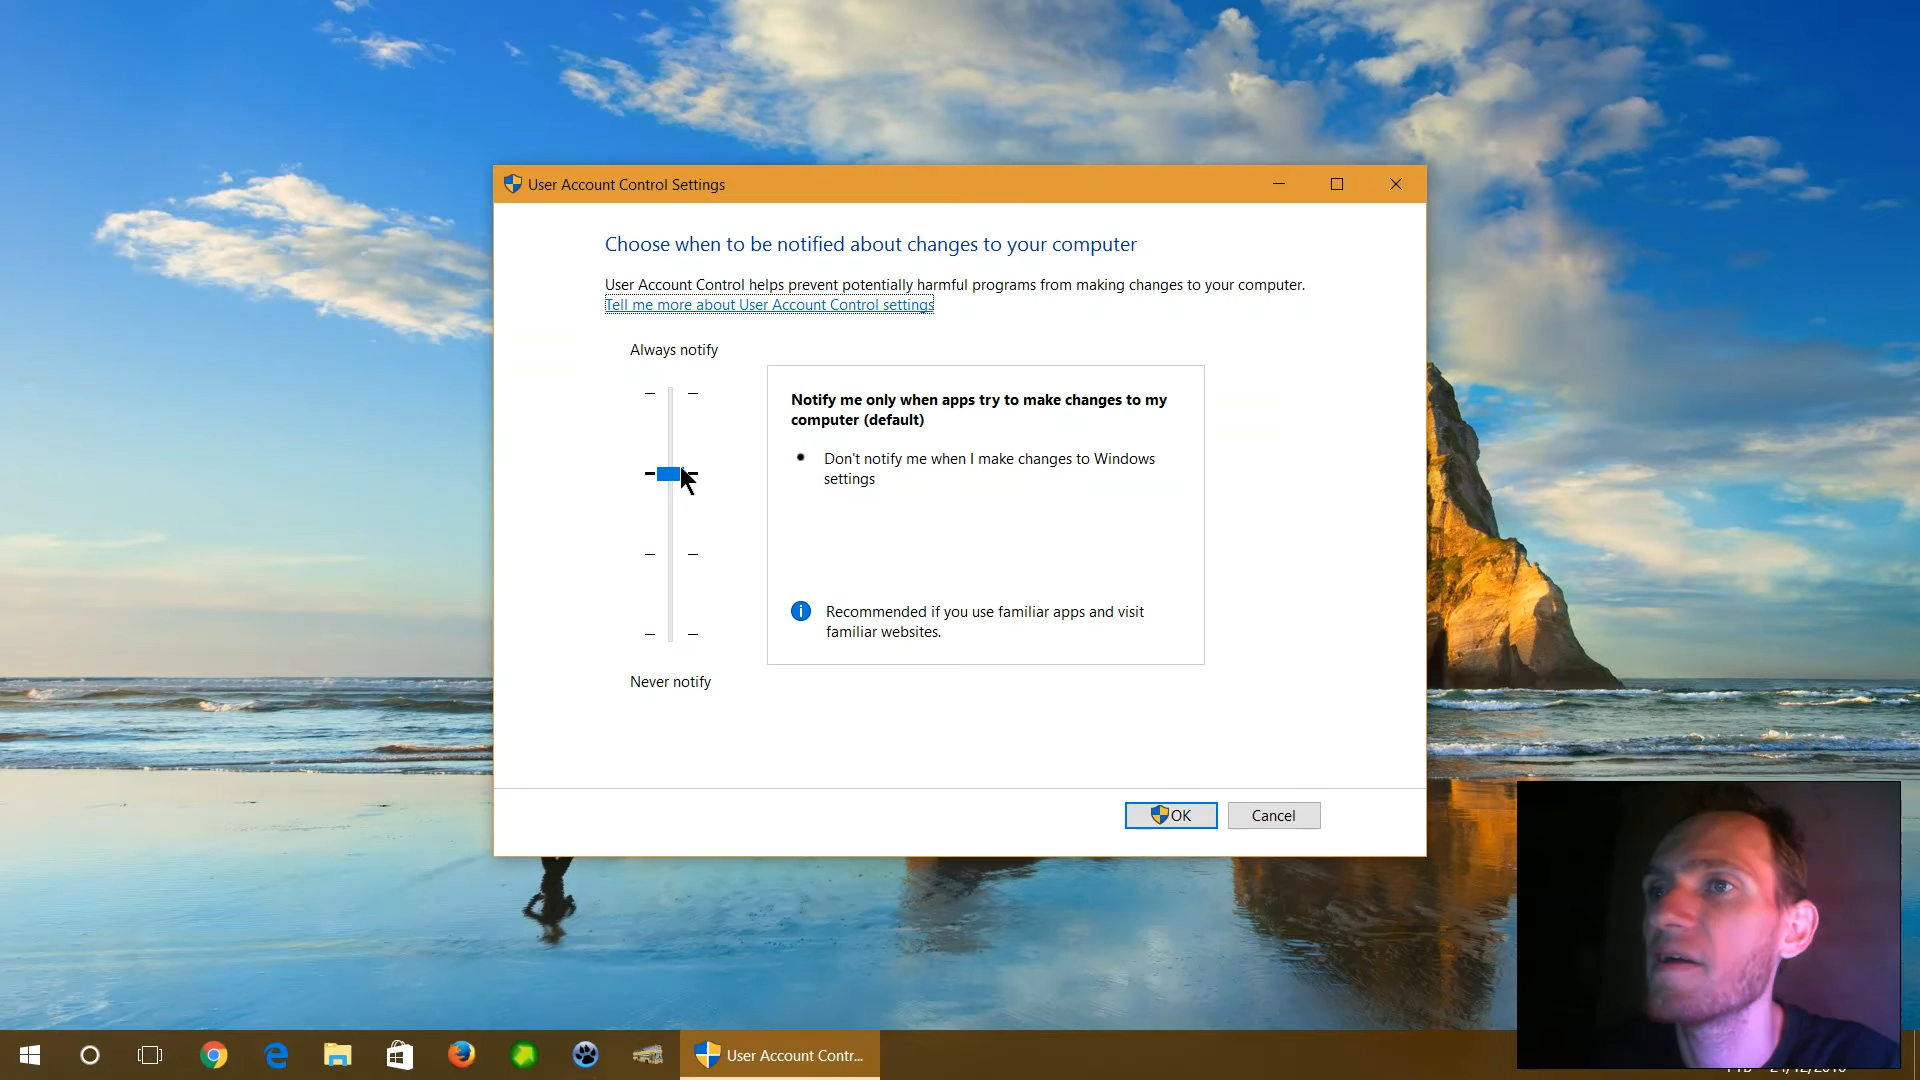 User Account Control Settings
Choose when to be notified about changes to your computer
User Account Control helps prevent potentially harmful programs from making changes to your computer.
Tell me more about User Account Control settings
Always notify
Notify me only when apps try to make changes to my
computer (default)
Don't notify me when I make changes to Windows
settings
Recommended if you use familiar apps and visit
familiar websites.
Never notify
OK
Cancel
User Account Contr...